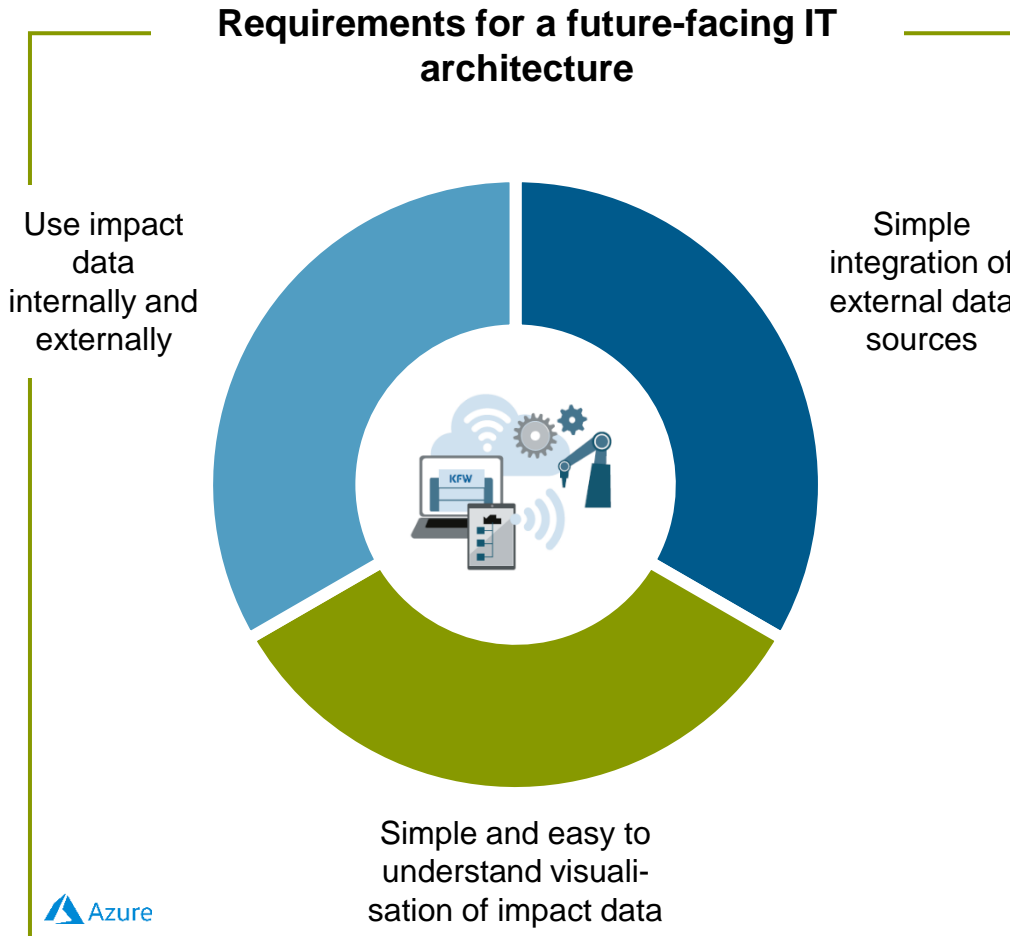 Requirements for a future-facing IT
architecture
Use impact
data
internally and
externally
Simple
integration of
external data
sources
KFW
Simple and easy to
understand visuali-
sation of impact data
Azure